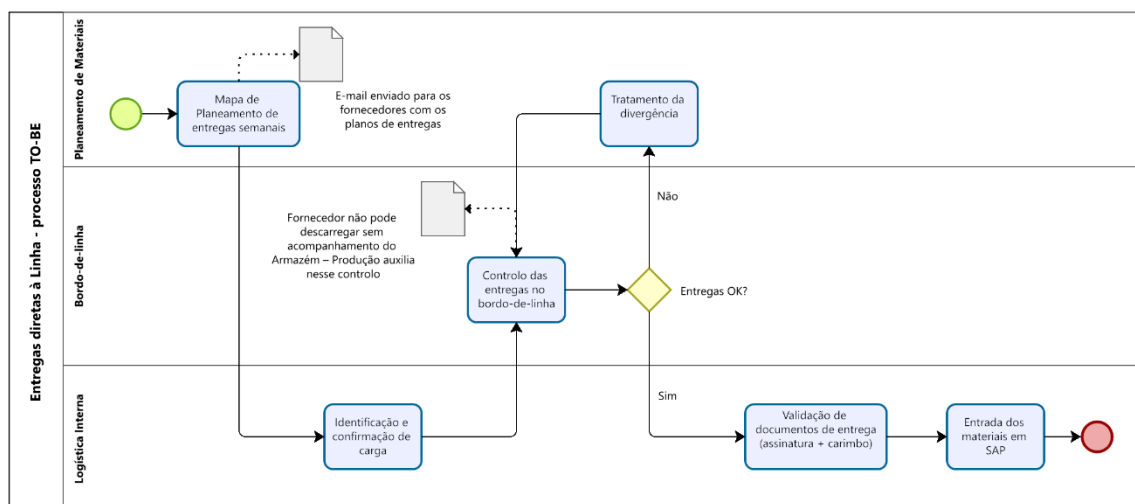 Entregas diretas à Linha - processo TO-BE
Planeamento de Materiais
Mapa de
Planeamento de
entregas semanais
E-mail enviado para os
fornecedores com os
planos de entregas
Tratamento da
divergência
Bordo-de-linha
Fornecedor não pode
descarregar sem
acompanhamento do
Armazém – Produção auxilia
nesse controlo
Controlo das
entregas no
bordo-de-linha
Não
Entregas OK?
Sim
Logística Interna
Identificação e
confirmação de
carga
Validação de
documentos de entrega
(assinatura + carimbo)
Entrada dos
materiais em
SAP